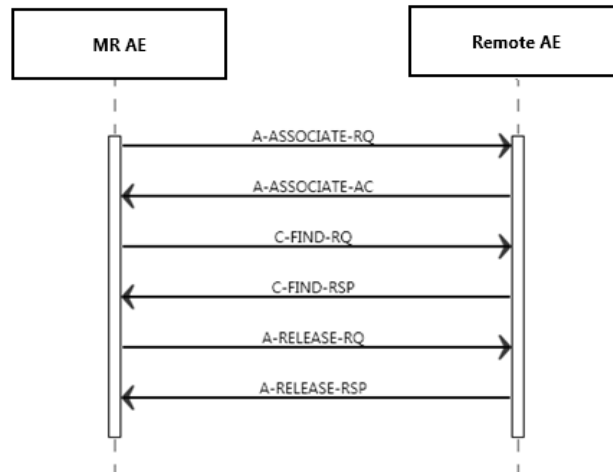 MR AE
Remote AE
A-ASSOCIATE-RQ
A-ASSOCIATE-AC
C-FIND-RQ
C-FIND-RSP
A-RELEASE-RQ
A-RELEASE-RSP